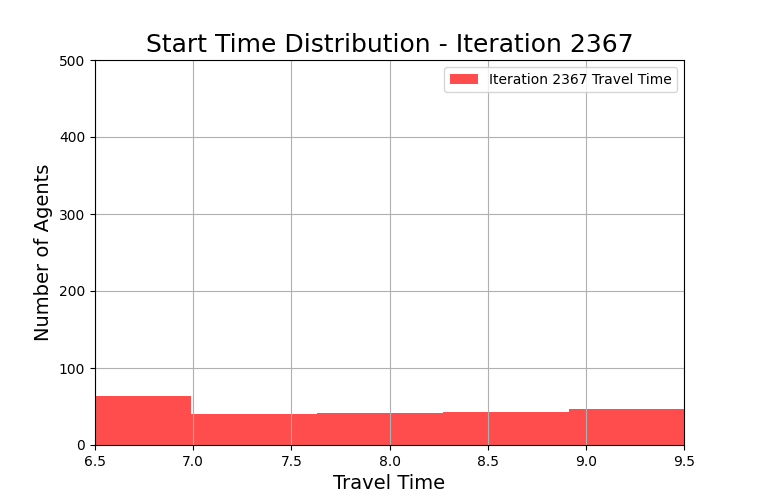 Start Time Distribution - Iteration 2367
Iteration 2367 Travel Time
Number of Agents
500
400
300
200
100
0
6.5 7.0 7.5 8.0 8.5 9.0 9.5
Travel Time